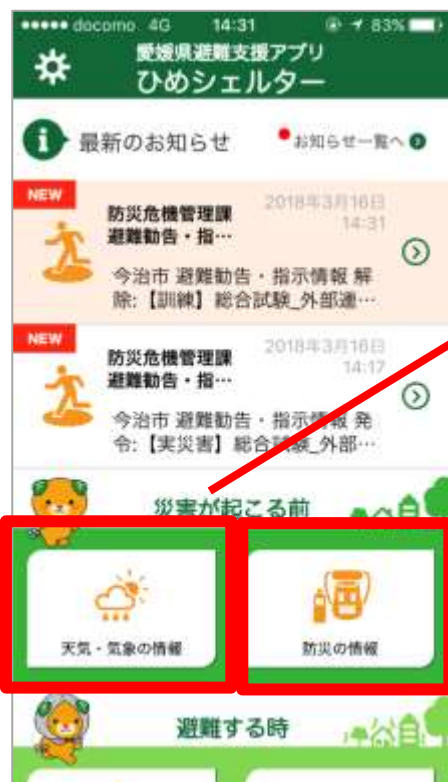 docomo 4G 14:31 83%
愛媛県避難支援アプリ
ひめシェルター
最新のお知らせ
お知らせ一覧へ
NEW
防災危機管理課
避難勧告・指…
2018年3月16日
14:31
今治市 避難勧告・指示情報 解
除:【訓練】総合試験_外部連…
NEW
防災危機管理課
避難勧告・指…
2018年3月16日
14:17
今治市 避難勧告・指示情報 発
令:【実災害】総合試験_外部…
災害が起こる前
天気・気象の情報
防災の情報
避難する時